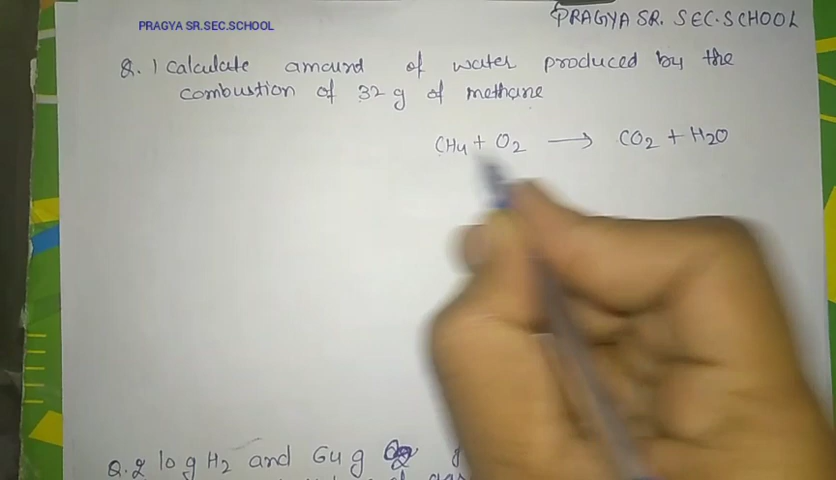 PRAGYA SR.SEC.SCHOOL
PRAGYA SR. SEC. SCHOOL
Q. 1 Calculate amound of water produced by the
combustion of 32 g of methane
CH4 + O2 → CO2 + H2O
Q. 2 10 g H2 and 64 g